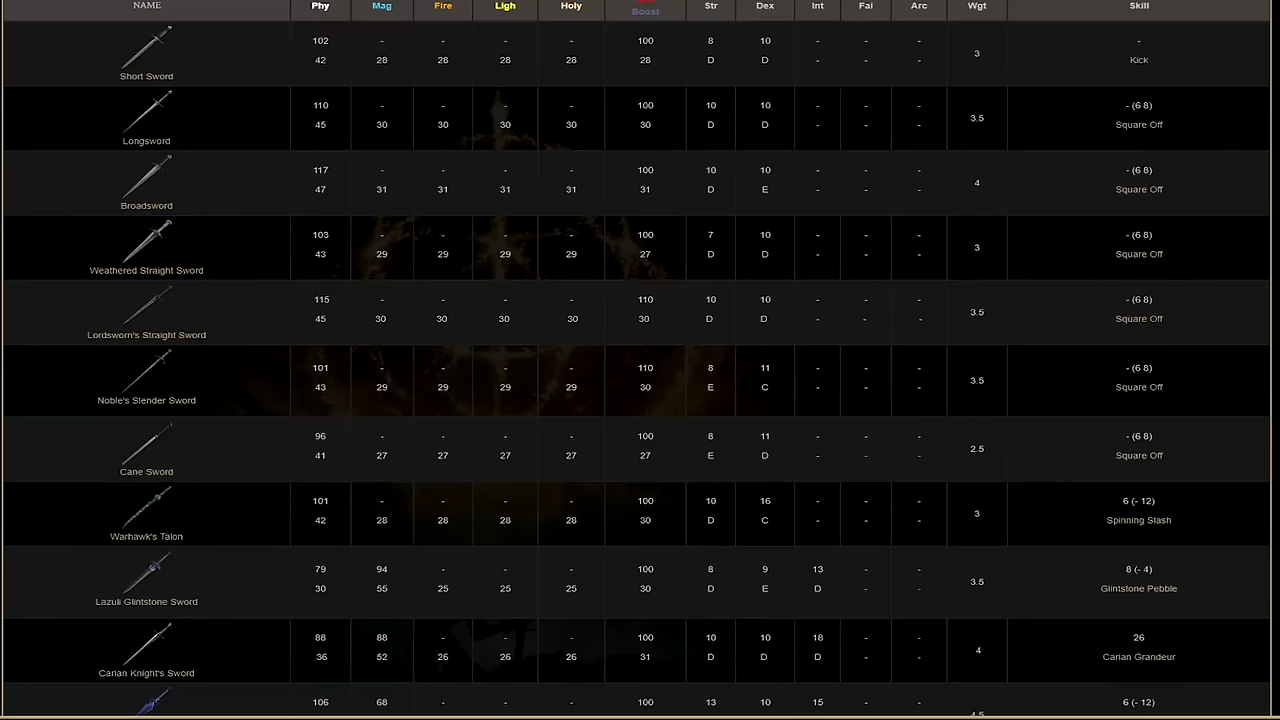 NAME Phy Mag Fire Ligh Holy Boost Str Dex Int Fai Arc Wgt Skill
102 - - - - 100 8 10 - - - 3 -
42 28 28 28 28 28 D D - - - Kick
Short Sword
110 - - - - 100 10 10 - - - 3.5 - (6 8)
45 30 30 30 30 30 D D - - - Square Off
Longsword
117 - - - - 100 10 10 - - - 4 - (6 8)
47 31 31 31 31 31 D E - - - Square Off
Broadsword
103 - - - - 100 7 10 - - - 3 - (6 8)
43 29 29 29 29 27 D D - - - Square Off
Weathered Straight Sword
115 - - - - 110 10 10 - - - 3.5 - (6 8)
45 30 30 30 30 30 D D - - - Square Off
Lordsworn's Straight Sword
101 - - - - 110 8 11 - - - 3.5 - (6 8)
43 29 29 29 29 30 E C - - - Square Off
Noble's Slender Sword
96 - - - - 100 8 11 - - - 2.5 - (6 8)
41 27 27 27 27 27 E D - - - Square Off
Cane Sword
101 - - - - 100 10 16 - - - 3 6 (- 12)
42 28 28 28 28 30 D C - - - Spinning Slash
Warhawk's Talon
79 94 - - - 100 8 9 13 - - 3.5 8 (- 4)
30 55 25 25 25 30 D E D - - Glintstone Pebble
Lazuli Glintstone Sword
88 88 - - - 100 10 10 18 - - 4 26
36 52 26 26 26 31 D D D - - Carian Grandeur
Carian Knight's Sword
106 68 - - - 100 13 10 15 - - 6 (- 12)